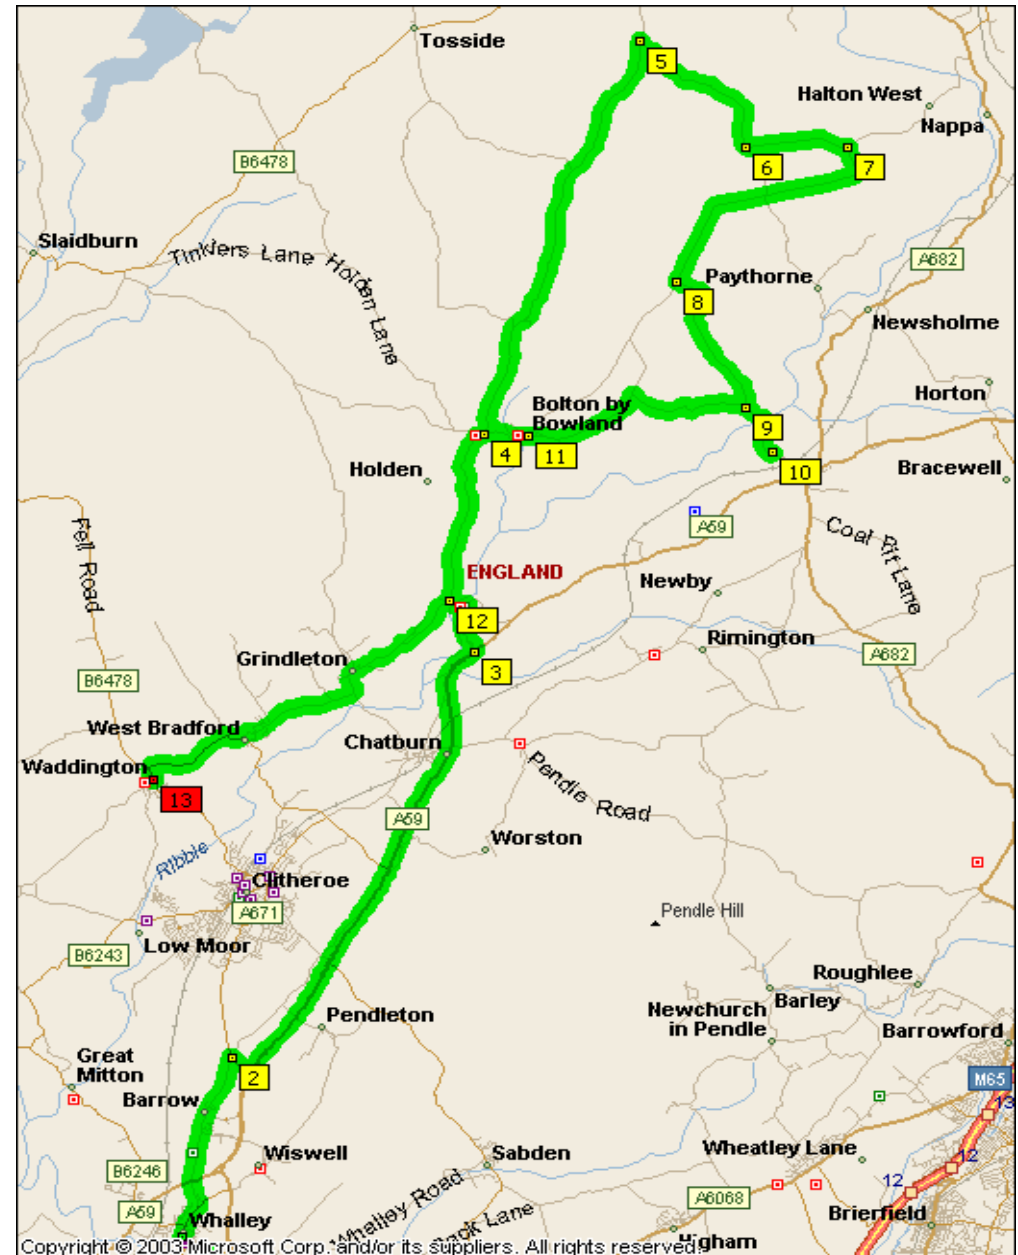 Tosside
5
Halton West
Nappa
B6478
6
7
Slaidburn
Tinklers Lane
Holden Lane
A682
Paythorne
8
Newsholme
Horton
Bolton by
Bowland
9
4
11
10
Holden
Bracewell
A59
Fell Road
Coal Pit Lane
ENGLAND
Newby
12
Rimington
Grindleton
3
A682
B6478
West Bradford
Chatburn
Waddington
Pendle Road
13
A59
Worston
Ribble
Clitheroe
A671
Pendle Hill
Low Moor
B6243
Roughlee
Barley
Newchurch
in Pendle
Pendleton
Barrowford
Great
Mitton
2
M65
Barrow
13
Wiswell
Sabden
Wheatley Lane
12
B6246
12
A59
Whalley Road
A6068
Whalley
Back Lane
Brierfield
Higham
Copyright © 2003 Microsoft Corp. and/or its suppliers. All rights reserved.